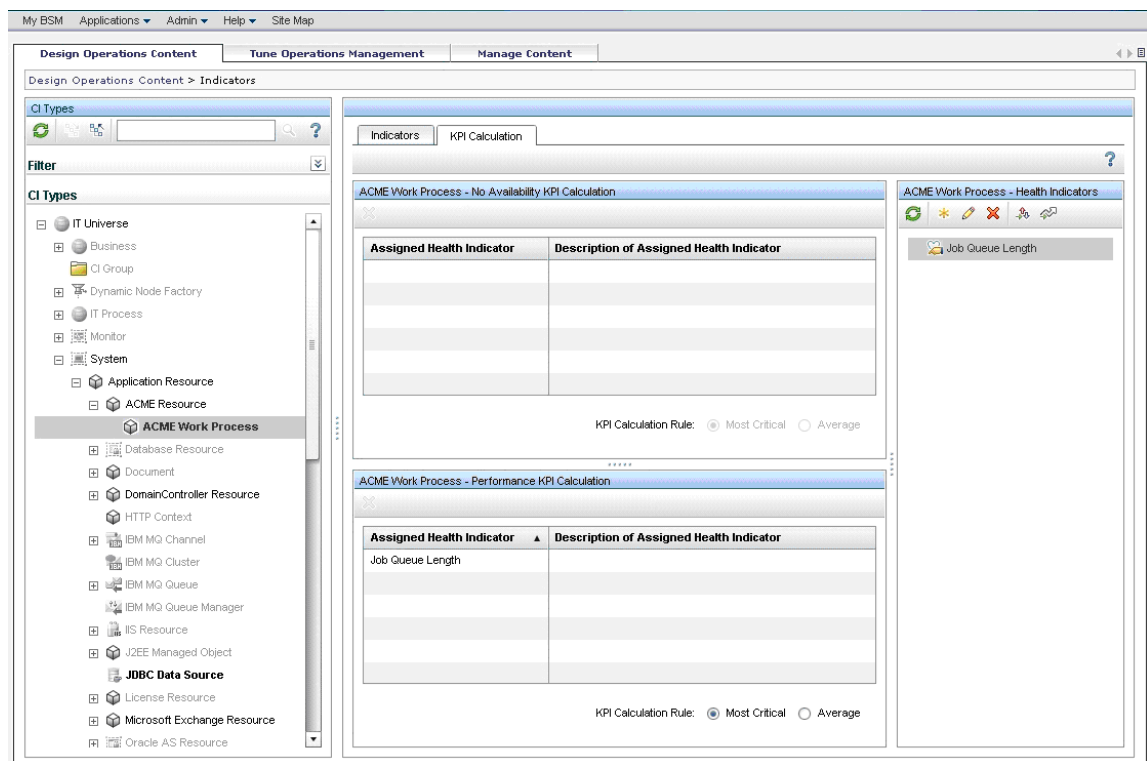 My BSM Applications Admin Help Site Map
Design Operations Content Tune Operations Management Manage Content
Design Operations Content > Indicators
CI Types
Filter
CI Types
IT Universe
Business
CI Group
Dynamic Node Factory
IT Process
Monitor
System
Application Resource
ACME Resource
ACME Work Process
Database Resource
Document
DomainController Resource
HTTP Context
IBM MQ Channel
IBM MQ Cluster
IBM MQ Queue
IBM MQ Queue Manager
IIS Resource
J2EE Managed Object
JDBC Data Source
License Resource
Microsoft Exchange Resource
Oracle AS Resource
Indicators KPI Calculation
?
ACME Work Process - No Availability KPI Calculation
Assigned Health Indicator Description of Assigned Health Indicator
KPI Calculation Rule: Most Critical Average
ACME Work Process - Performance KPI Calculation
Assigned Health Indicator Description of Assigned Health Indicator
Job Queue Length
KPI Calculation Rule: Most Critical Average
ACME Work Process - Health Indicators
Job Queue Length